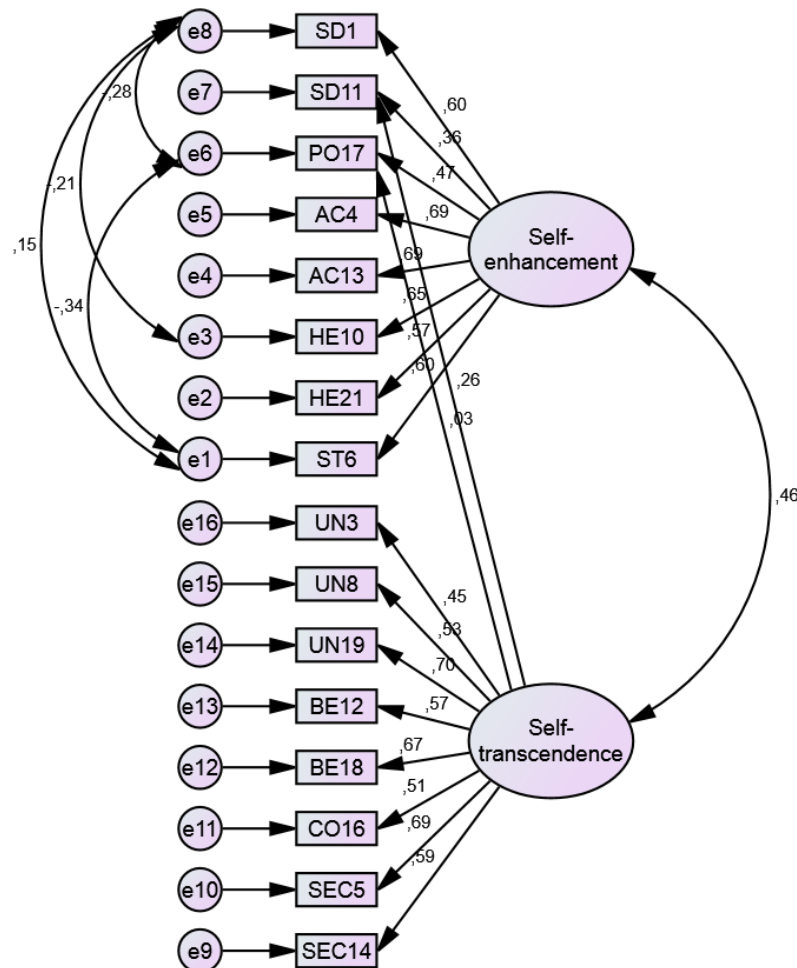 e8
SD1
e7
SD11
e6
PO17
e5
AC4
e4
AC13
e3
HE10
e2
HE21
e1
ST6
e16
UN3
e15
UN8
e14
UN19
e13
BE12
e12
BE18
e11
CO16
e10
SEC5
e9
SEC14
-,28
-,21
,15
-,34
,60
,36
,47
,69
,69
,65
,57
,60
,26
,03
Self-
enhancement
,46
,45
,53
,70
,57
,67
,51
,69
,59
Self-
transcendence